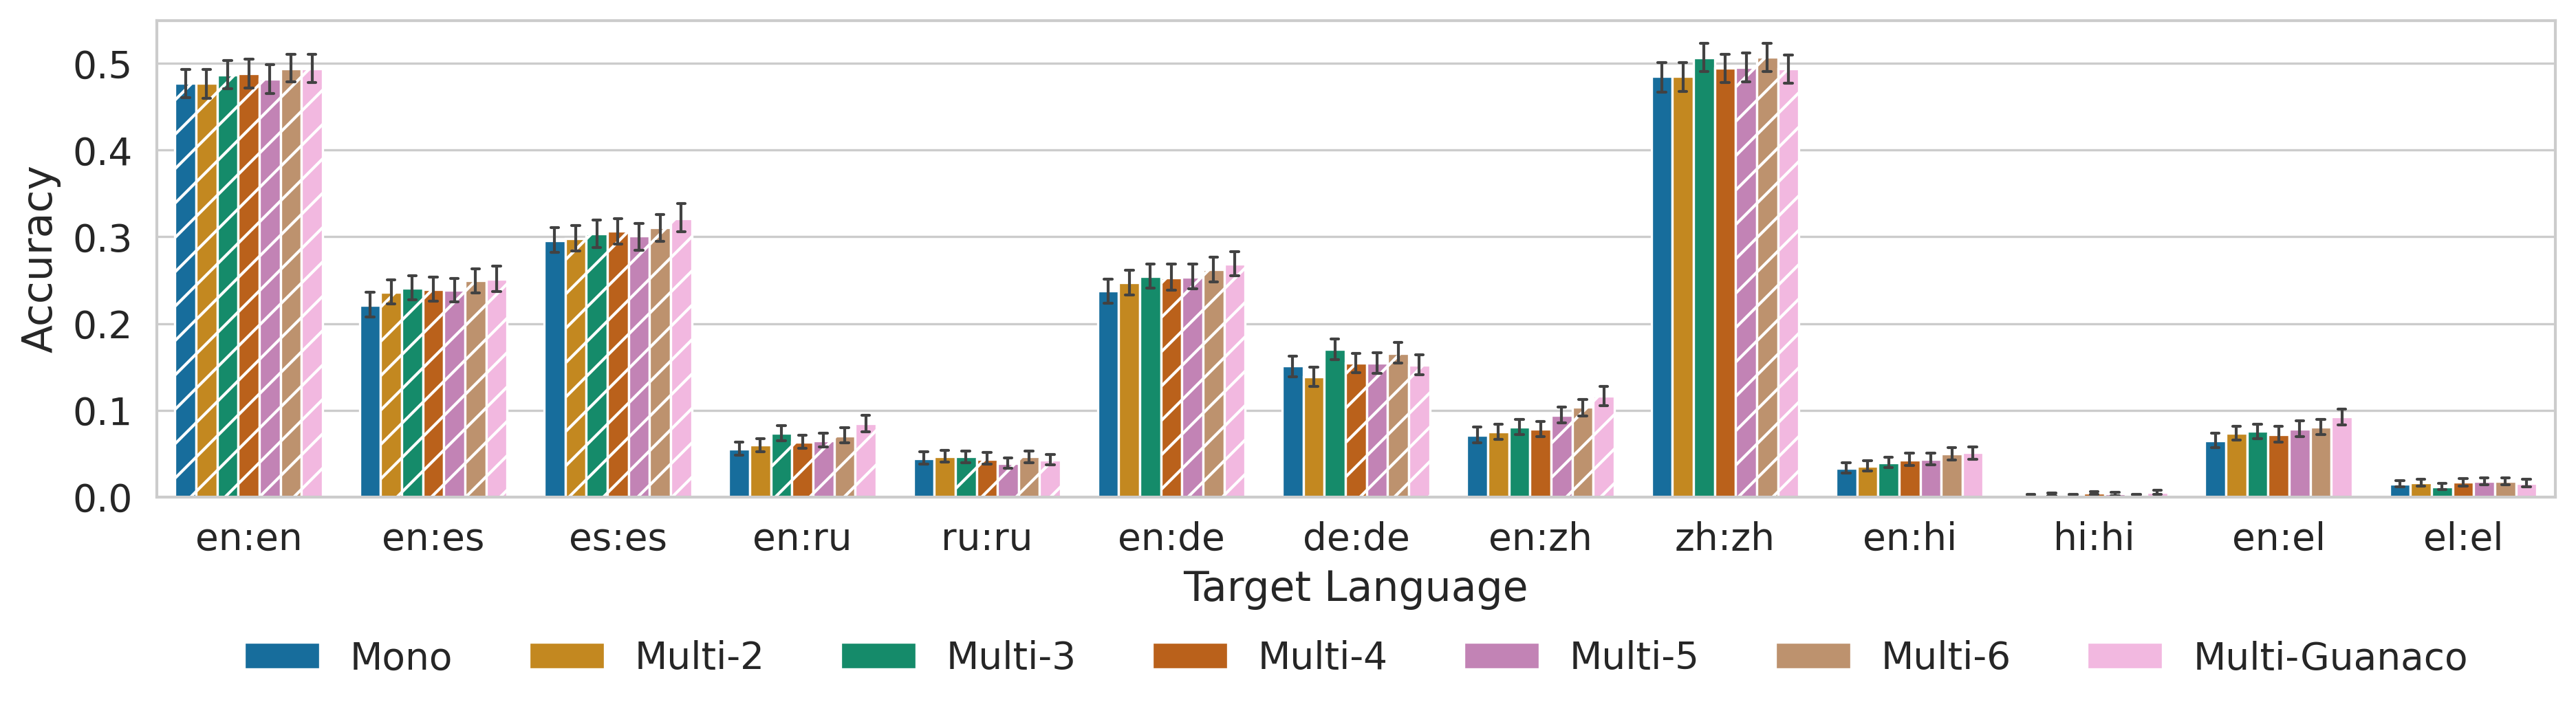 Accuracy
0.5
0.4
0.3
0.2
0.1
0.0
en:en en:es es:es en:ru ru:ru en:de de:de en:zh zh:zh en:hi hi:hi en:el el:el
Target Language
Mono Multi-2 Multi-3 Multi-4 Multi-5 Multi-6 Multi-Guanaco